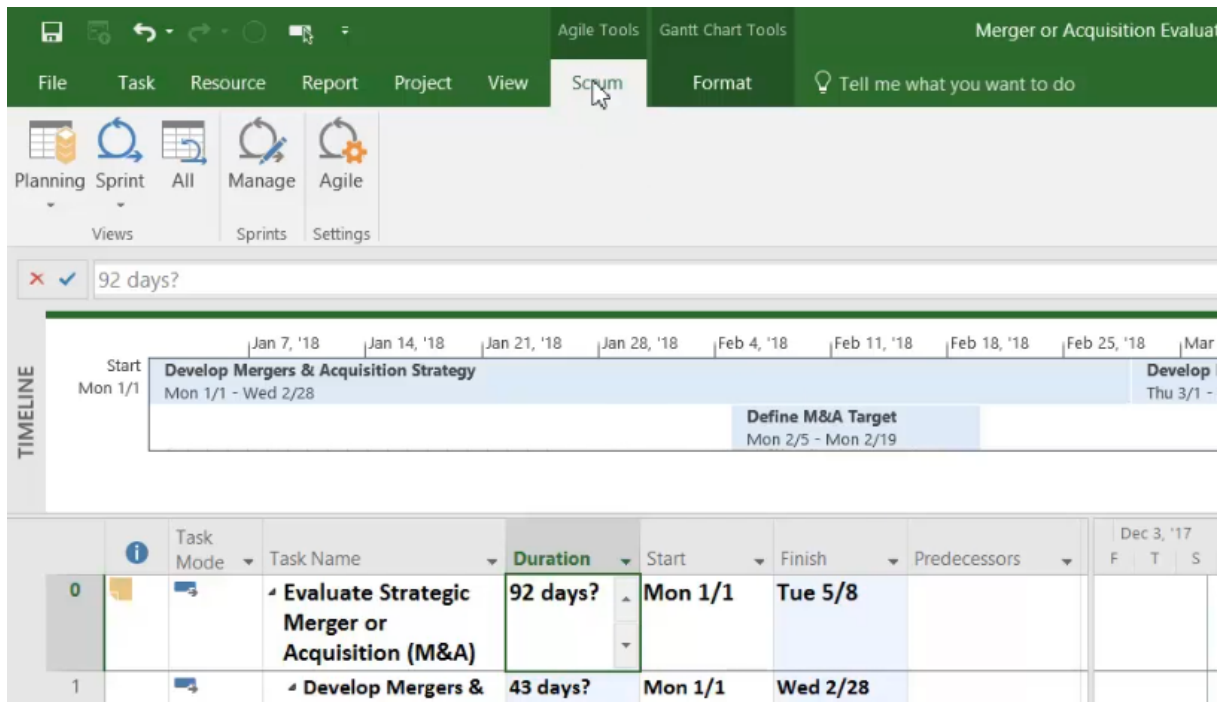 Agile Tools Gantt Chart Tools Merger or Acquisition Evaluat
File Task Resource Report Project View Scrum Format Tell me what you want to do
Planning Sprint All Manage Agile
Views Sprints Settings
92 days?
Jan 7, '18 Jan 14, '18 Jan 21, '18 Jan 28, '18 Feb 4, '18 Feb 11, '18 Feb 18, '18 Feb 25, '18 Mar
Start Develop Mergers & Acquisition Strategy Develop
Mon 1/1 Mon 1/1 - Wed 2/28 Thu 3/1 -
TIMELINE
Define M&A Target
Mon 2/5 - Mon 2/19
Task Mode Task Name Duration Start Finish Predecessors Dec 3, '17
F T S
0 Evaluate Strategic 92 days? Mon 1/1 Tue 5/8
Merger or
Acquisition (M&A)
1 Develop Mergers & 43 days? Mon 1/1 Wed 2/28